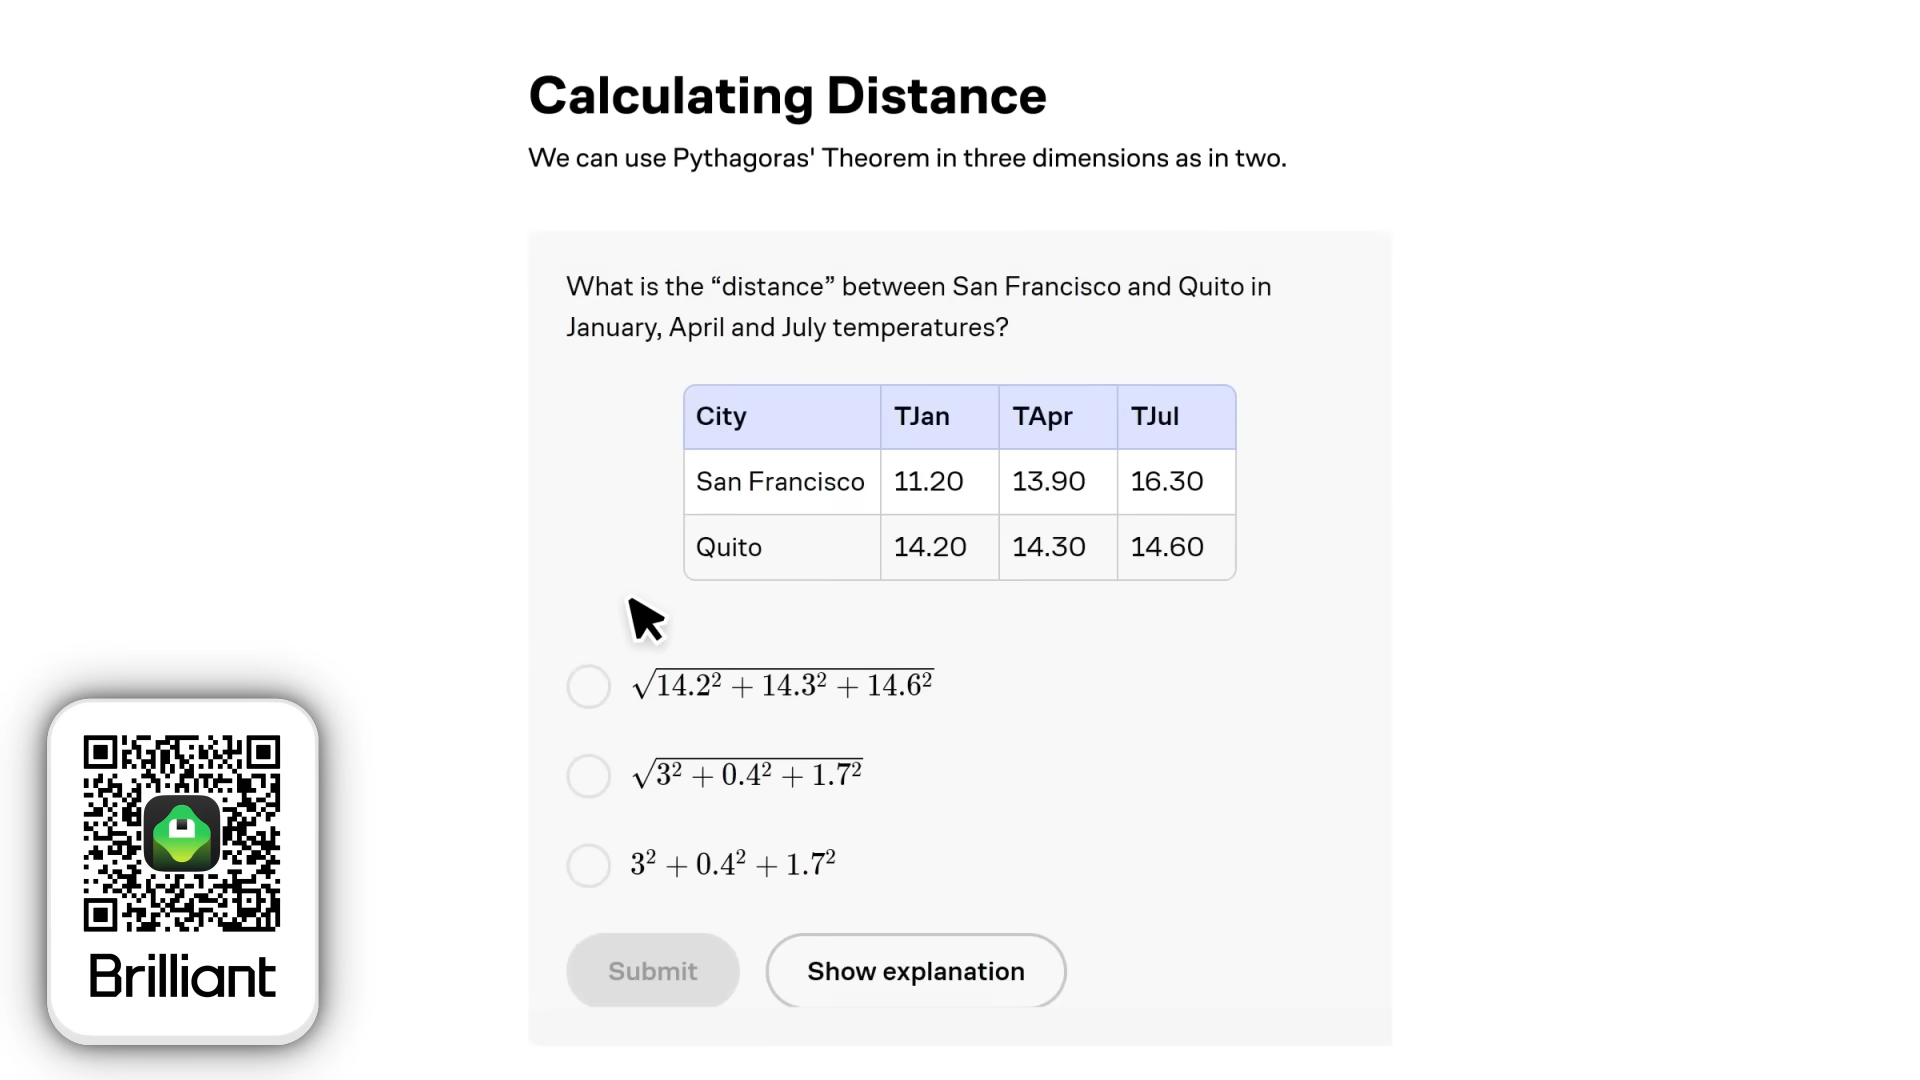 Calculating Distance
We can use Pythagoras' Theorem in three dimensions as in two.
What is the “distance” between San Francisco and Quito in
January, April and July temperatures?
City TJan TApr TJul
San Francisco 11.20 13.90 16.30
Quito 14.20 14.30 14.60
√14.2² + 14.3² + 14.6²
√3² + 0.4² + 1.7²
3² + 0.4² + 1.7²
Submit Show explanation
Brilliant